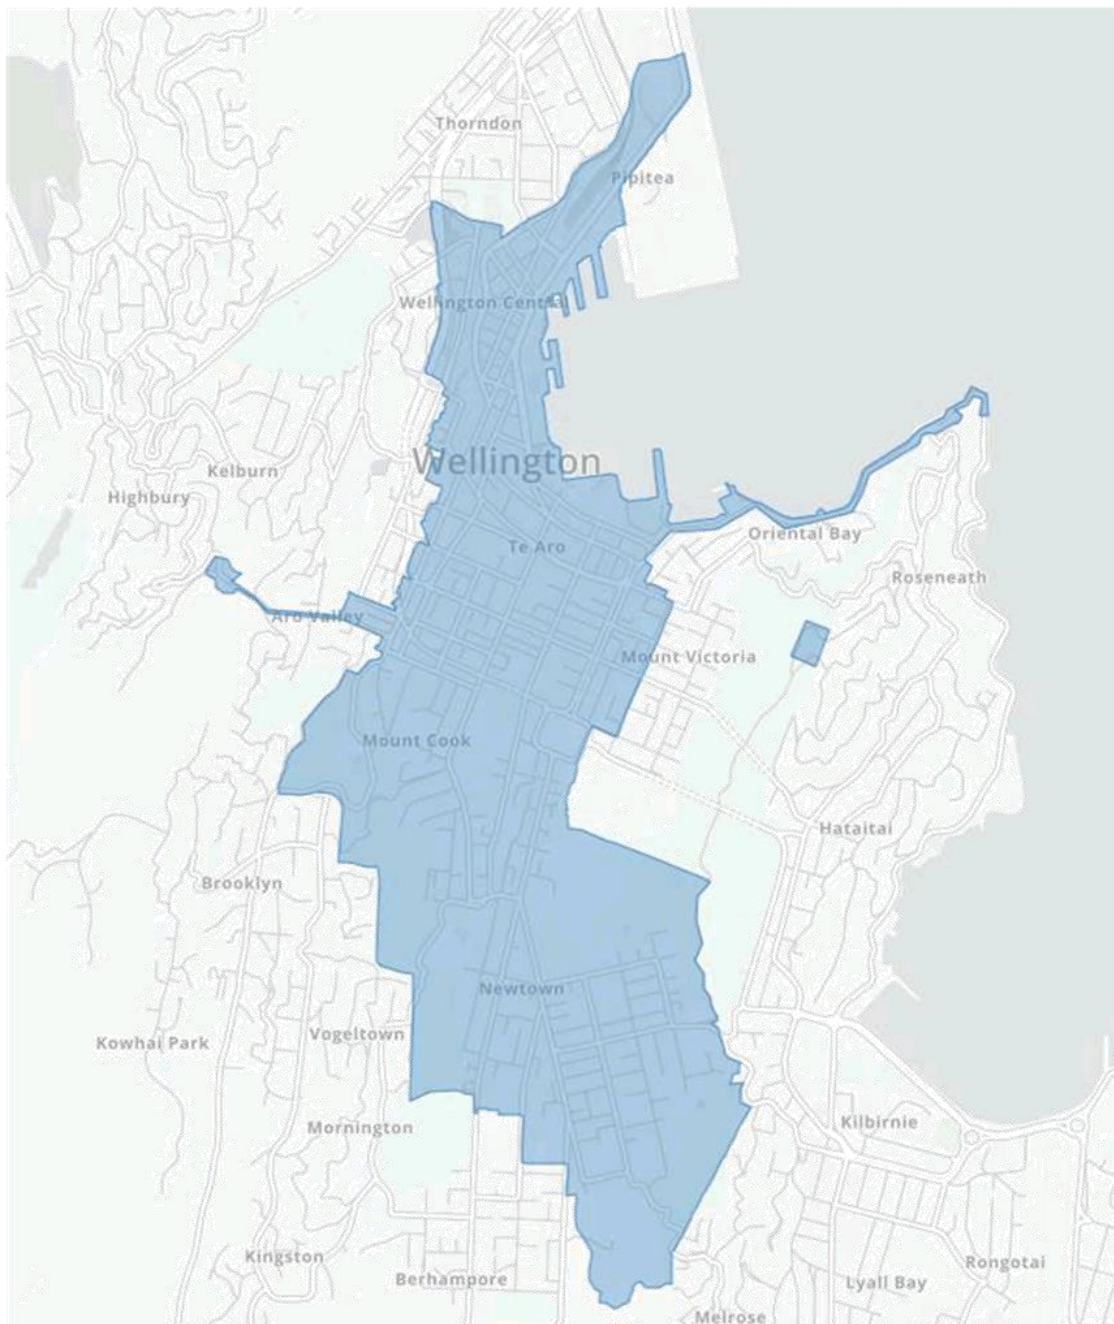 Thorndon
Pipitea
Wellington Central
Wellington
Kelburn
Highbury
Te Aro
Oriental Bay
Roseneath
Aro Valley
Mount Victoria
Mount Cook
Hataitai
Brooklyn
Newtown
Vogeltown
Kowhai Park
Kilbirnie
Mornington
Kingston
Rongotai
Berhampore
Lyall Bay
Melrose